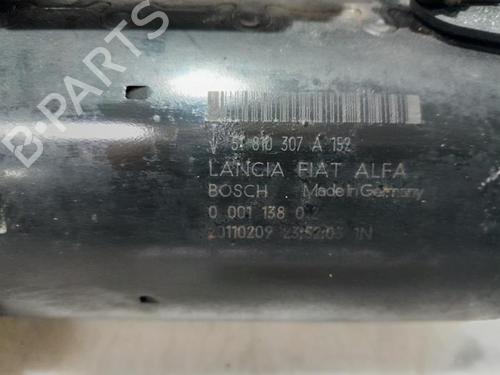 B-PARTS
V 51 810 307 A 152
LANCIA FIAT ALFA
BOSCH Made in Germany
0 001 138 012
20110209 23:52:03 1N